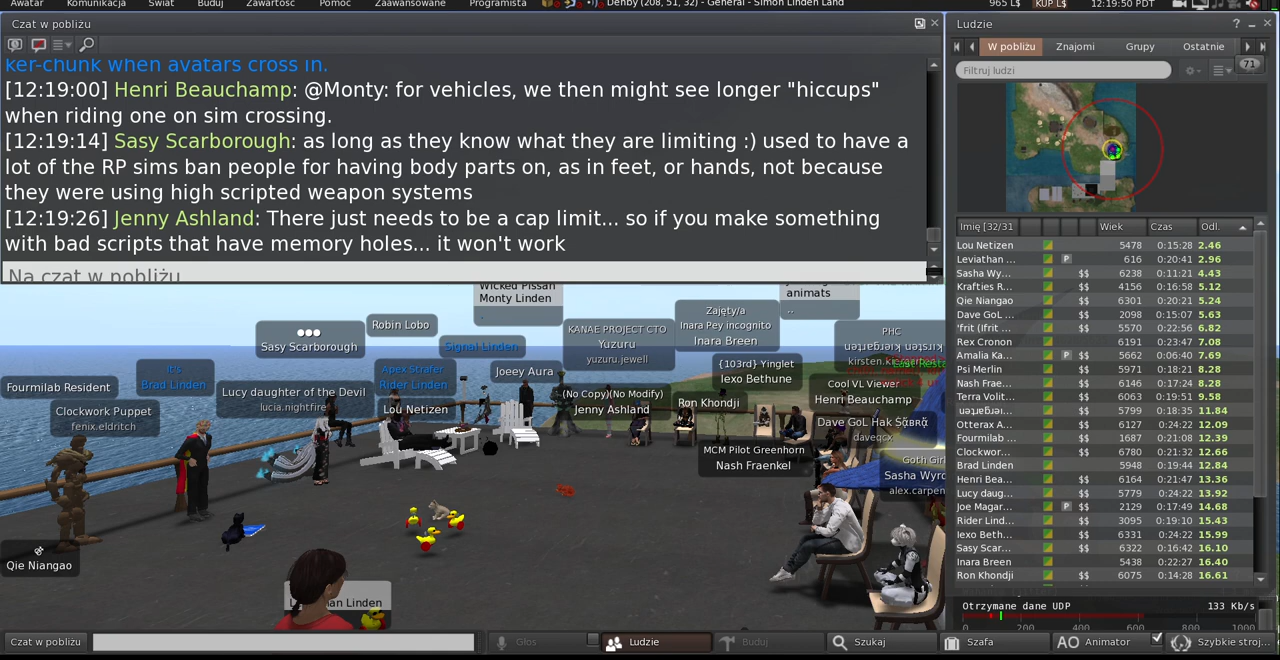 Awatar Komunikacja Świat Buduj Zawartość Pomoc Zaawansowane Programista Denby (208, 51, 32) - General - Simon Linden Land 965 L$ KUP L$ 12:19:50 PDT
Czat w pobliżu
ker-chunk when avatars cross in.
[12:19:00] Henri Beauchamp: @Monty: for vehicles, we then might see longer "hiccups"
when riding one on sim crossing.
[12:19:14] Sasy Scarborough: as long as they know what they are limiting :) used to have a
lot of the RP sims ban people for having body parts on, as in feet, or hands, not because
they were using high scripted weapon systems
[12:19:26] Jenny Ashland: There just needs to be a cap limit... so if you make something
with bad scripts that have memory holes... it won't work
Na czat w pobliżu
Wicked Pissah
Monty Linden
animats
..
Zajęty/a
Inara Pey incognito
Inara Breen
KANAE PROJECT CTO
Yuzuru
yuzuru.jewell
PHC
Robin Lobo
●●●
Sasy Scarborough
Signal Linden
It's
Brad Linden
Apex Strafer
Rider Linden
Joeey Aura
{103rd} Yinglet
Iexo Bethune
Fourmilab Resident
Lucy daughter of the Devil
lucia.nightfire
Lou Netizen
(No Copy)(No Modify)
Jenny Ashland
Ron Khondji
Cool VL Viewer
Henri Beauchamp
Clockwork Puppet
fenix.eldritch
Dave GoL Hak
daveqcx
MCM Pilot Greenhorn
Nash Fraenkel
Goth Girl
Sasha Wyrd
alex.carpen
Qie Niangao
Linden
Ludzie
W pobliżu Znajomi Grupy Ostatnie
71
Filtruj ludzi
Imię [32/31 Wiek Czas Odl.
Lou Netizen 5478 0:15:28 2.46
Leviathan ... P 616 0:20:41 2.96
Sasha Wy... $$ 6238 0:11:21 4.43
Krafties R... $$ 4156 0:16:58 5.12
Qie Niangao $$ 6301 0:20:21 5.24
Dave GoL ... $$ 2098 0:15:07 5.63
'frit (Ifrit ... $$ 5570 0:22:56 6.82
Rex Cronon $$ 6191 0:23:47 7.08
Amalia Ka... P $$ 5662 0:06:40 7.69
Psi Merlin $$ 5971 0:18:21 8.28
Nash Frae... $$ 6146 0:17:24 8.28
Terra Volit... $$ 6063 0:19:51 9.58
$$ 5799 0:18:35 11.84
Otterax A... $$ 6127 0:24:22 12.09
Fourmilab ... $$ 1687 0:21:08 12.39
Clockwor... $$ 6780 0:21:32 12.66
Brad Linden 5948 0:19:44 12.84
Henri Bea... $$ 6164 0:21:47 13.36
Lucy daug... $$ 5779 0:24:22 13.92
Joe Magar... P $$ 2129 0:17:49 14.68
Rider Lind... $$ 3095 0:19:10 15.43
Iexo Beth... $$ 6331 0:24:22 15.99
Sasy Scar... $$ 6322 0:16:42 16.10
Inara Breen 5438 0:22:27 16.40
Ron Khondji $$ 6075 0:14:28 16.61
Otrzymane dane UDP 133 Kb/s
0 200 400 600 800 1000
Czat w pobliżu Głos Ludzie Buduj Szukaj Szafa AO Animator Szybkie stroj...